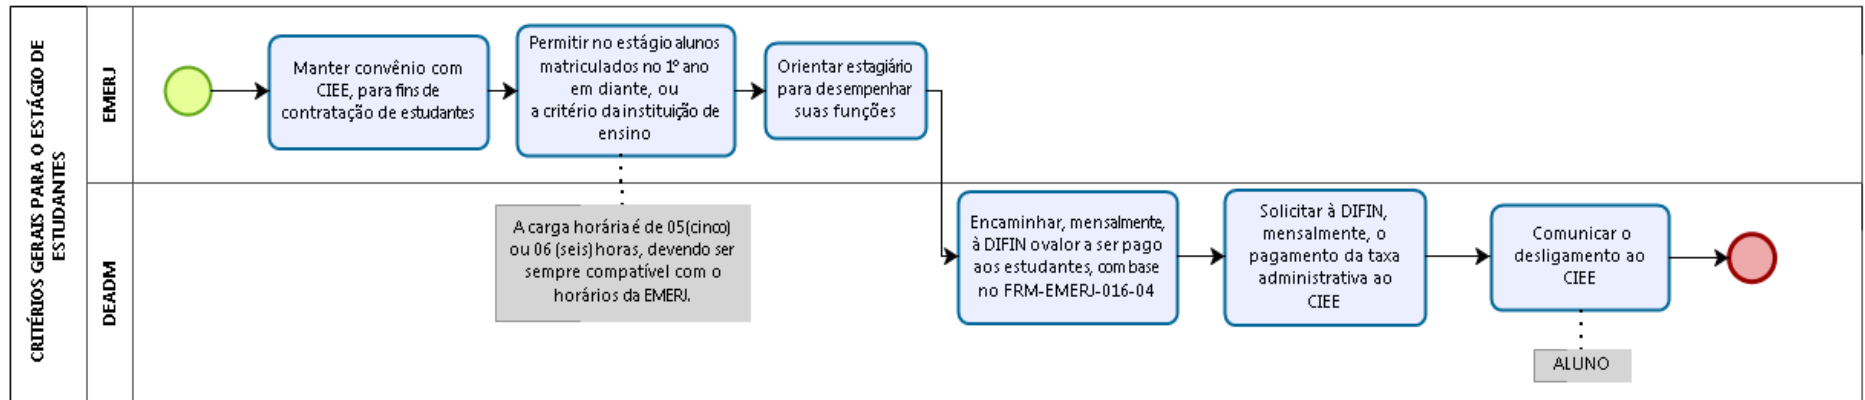 CRITÉRIOS GERAIS PARA O ESTÁGIO DE
ESTUDANTES
EMERJ
Manter convênio com
CIEE, para fins de
contratação de estudantes
Permitir no estágio alunos
matriculados no 1º ano
em diante, ou
a critério da instituição de
ensino
Orientar estagiário
para desempenhar
suas funções
DEADM
A carga horária é de 05(cinco)
ou 06 (seis) horas, devendo ser
sempre compatível com o
horários da EMERJ.
Encaminhar, mensalmente,
à DIFIN o valor a ser pago
aos estudantes, com base
no FRM-EMERJ-016-04
Solicitar à DIFIN,
mensalmente, o
pagamento da taxa
administrativa ao
CIEE
Comunicar o
desligamento ao
CIEE
ALUNO